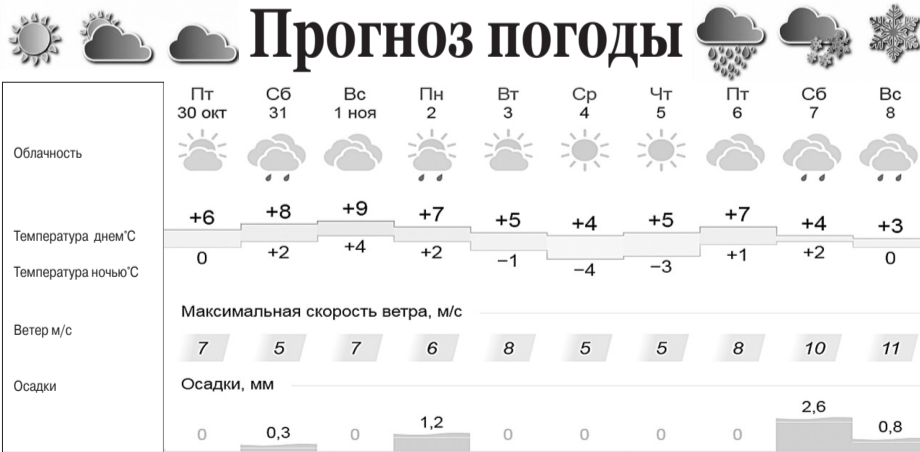 Прогноз погоды
Пт Сб Вс Пн Вт Ср Чт Пт Сб Вс
30 окт 31 1 ноя 2 3 4 5 6 7 8
Облачность
+6 +8 +9 +7 +5 +4 +5 +7 +4 +3
Температура днем°С
0 +2 +4 +2 −1 −4 −3 +1 +2 0
Температура ночью°С
Максимальная скорость ветра, м/с
Ветер м/с
7 5 7 6 8 5 5 8 10 11
Осадки
Осадки, мм
0 0,3 0 1,2 0 0 0 0 2,6 0,8